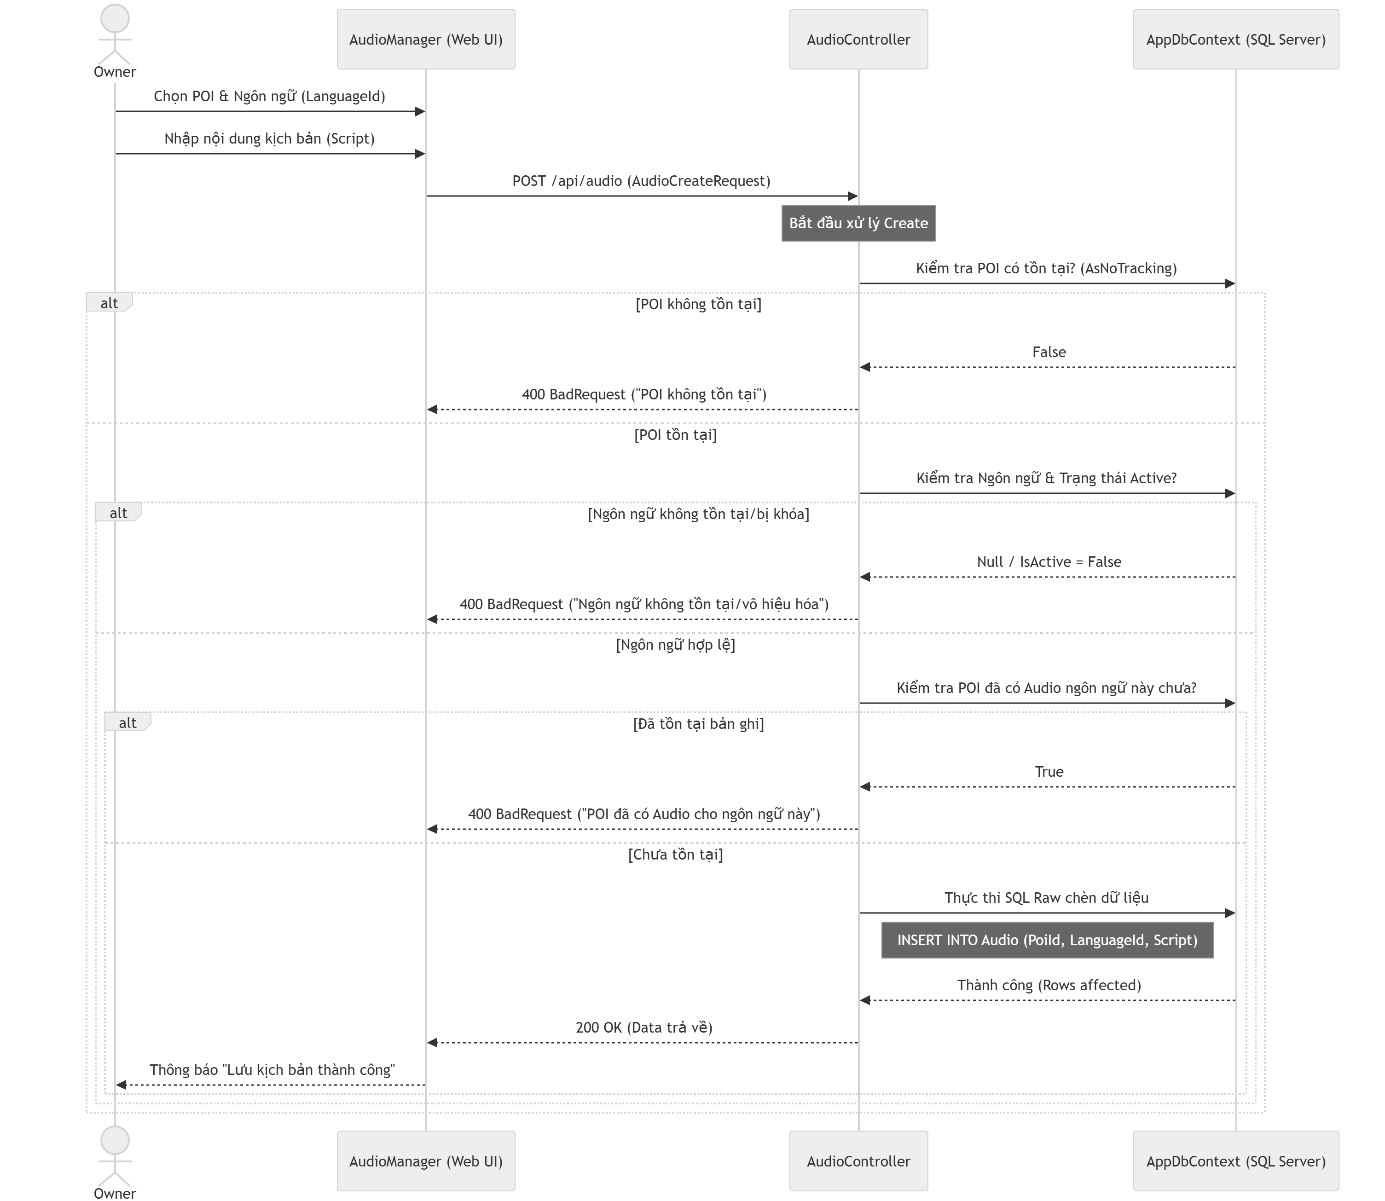 Owner
AudioManager (Web UI)
AudioController
AppDbContext (SQL Server)
Chọn POI & Ngôn ngữ (LanguageId)
Nhập nội dung kịch bản (Script)
POST /api/audio (AudioCreateRequest)
Bắt đầu xử lý Create
Kiểm tra POI có tồn tại? (AsNoTracking)
alt
[POI không tồn tại]
False
400 BadRequest ("POI không tồn tại")
[POI tồn tại]
Kiểm tra Ngôn ngữ & Trạng thái Active?
alt
[Ngôn ngữ không tồn tại/bị khóa]
Null / IsActive = False
400 BadRequest ("Ngôn ngữ không tồn tại/vô hiệu hóa")
[Ngôn ngữ hợp lệ]
Kiểm tra POI đã có Audio ngôn ngữ này chưa?
alt
[Đã tồn tại bản ghi]
True
400 BadRequest ("POI đã có Audio cho ngôn ngữ này")
[Chưa tồn tại]
Thực thi SQL Raw chèn dữ liệu
INSERT INTO Audio (PoiId, LanguageId, Script)
Thành công (Rows affected)
200 OK (Data trả về)
Thông báo "Lưu kịch bản thành công"
Owner
AudioManager (Web UI)
AudioController
AppDbContext (SQL Server)